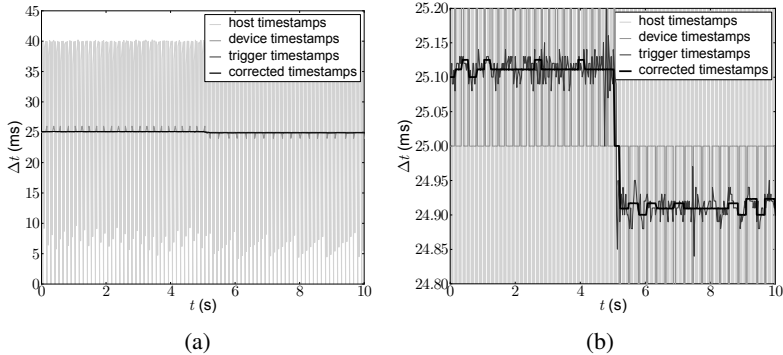 host timestamps
device timestamps
trigger timestamps
corrected timestamps
45
40
35
30
25
20
15
10
5
0
Δt (ms)
0 2 4 6 8 10
t (s)
(a)
host timestamps
device timestamps
trigger timestamps
corrected timestamps
25.20
25.15
25.10
25.05
25.00
24.95
24.90
24.85
24.80
Δt (ms)
0 2 4 6 8 10
t (s)
(b)